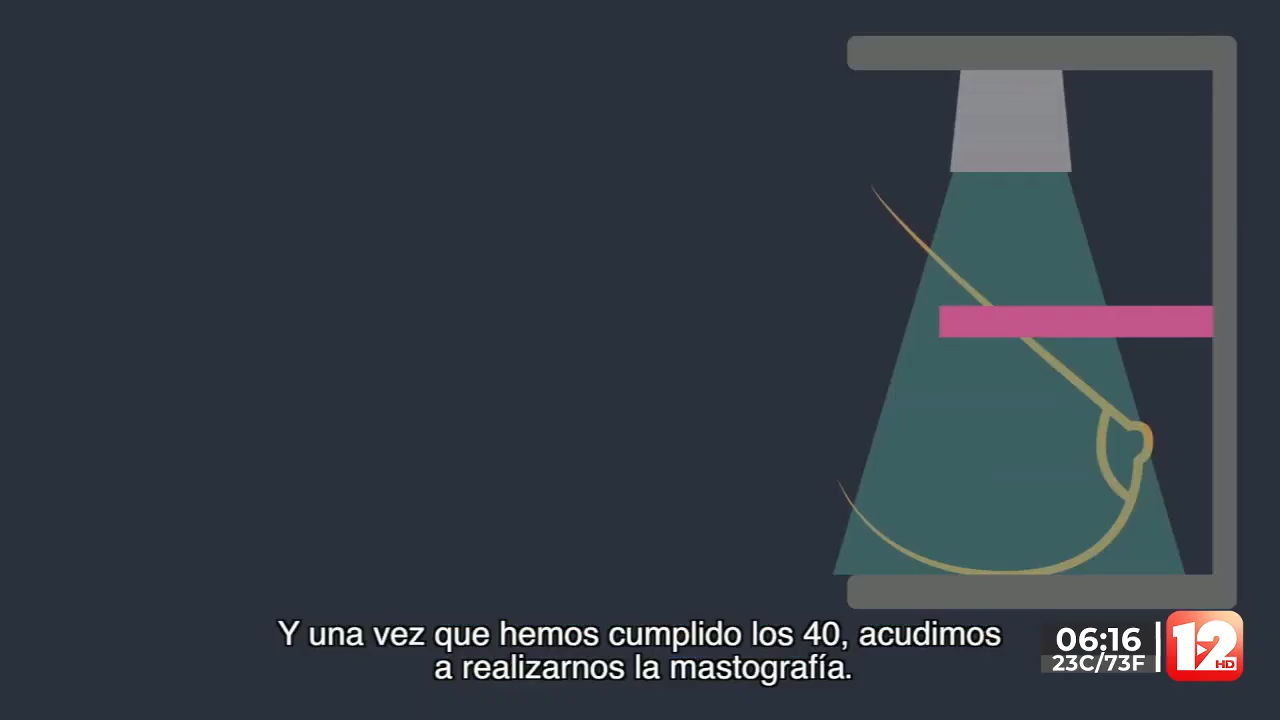 Y una vez que hemos cumplido los 40, acudimos
a realizarnos la mastografía.
06:16
23C/73F
12
HD